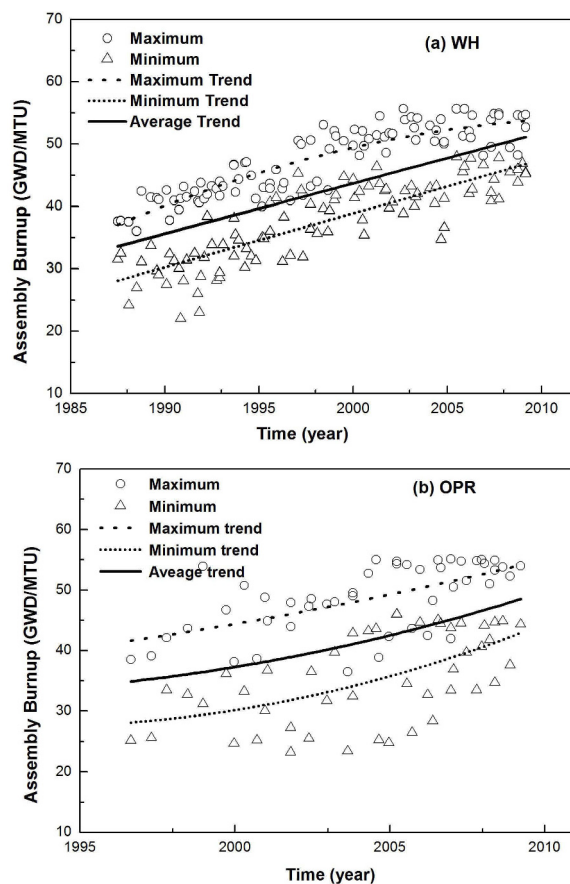 70
60
50
40
30
20
10
Assembly Burnup (GWD/MTU)
Maximum
Minimum
Maximum Trend
Minimum Trend
Average Trend
(a) WH
1985 1990 1995 2000 2005 2010
Time (year)
70
60
50
40
30
20
10
Assembly Burnup (GWD/MTU)
Maximum
Minimum
Maximum trend
Minimum trend
Aveage trend
(b) OPR
1995 2000 2005 2010
Time (year)